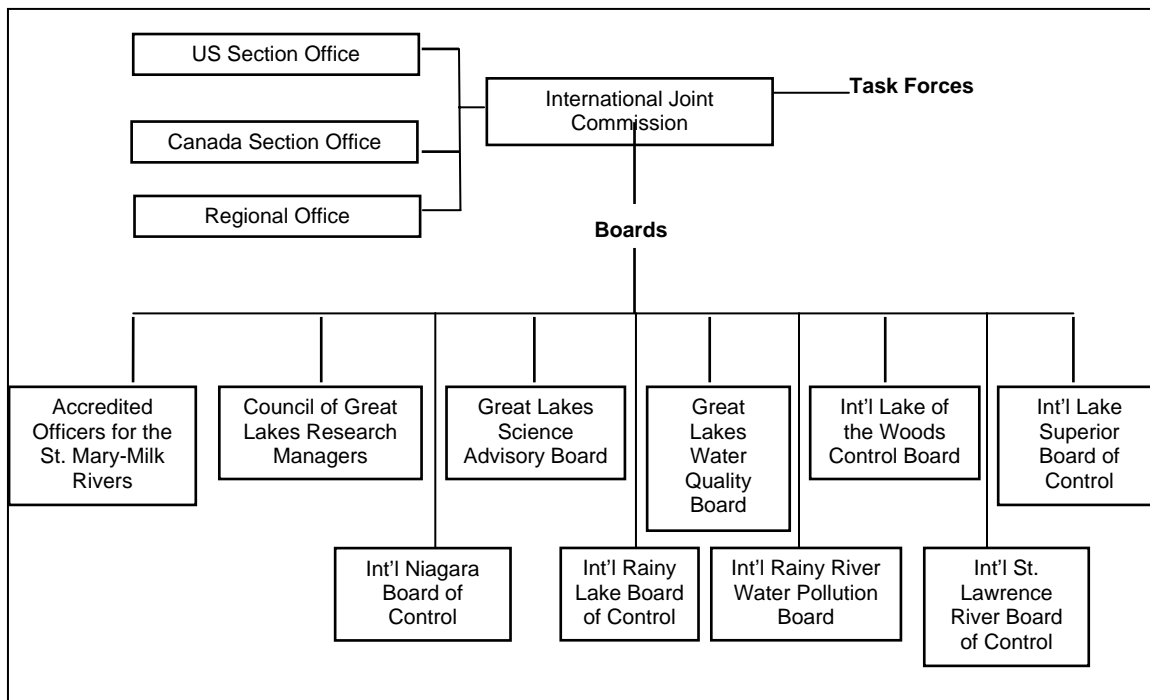 US Section Office
International Joint
Commission
Task Forces
Canada Section Office
Regional Office
Boards
Accredited
Officers for the
St. Mary-Milk
Rivers
Council of Great
Lakes Research
Managers
Great Lakes
Science
Advisory Board
Great
Lakes
Water
Quality
Board
Int’l Lake of
the Woods
Control Board
Int’l Lake
Superior
Board of
Control
Int’l Niagara
Board of
Control
Int’l Rainy
Lake Board
of Control
Int’l Rainy River
Water Pollution
Board
Int’l St.
Lawrence
River Board
of Control